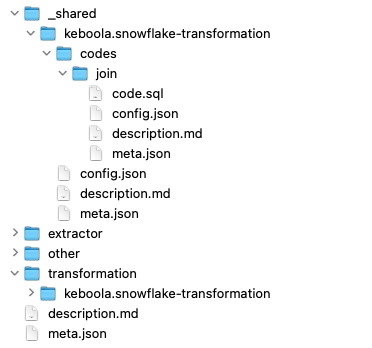 _shared
keboola.snowflake-transformation
codes
join
code.sql
config.json
description.md
meta.json
config.json
description.md
meta.json
extractor
other
transformation
keboola.snowflake-transformation
description.md
meta.json